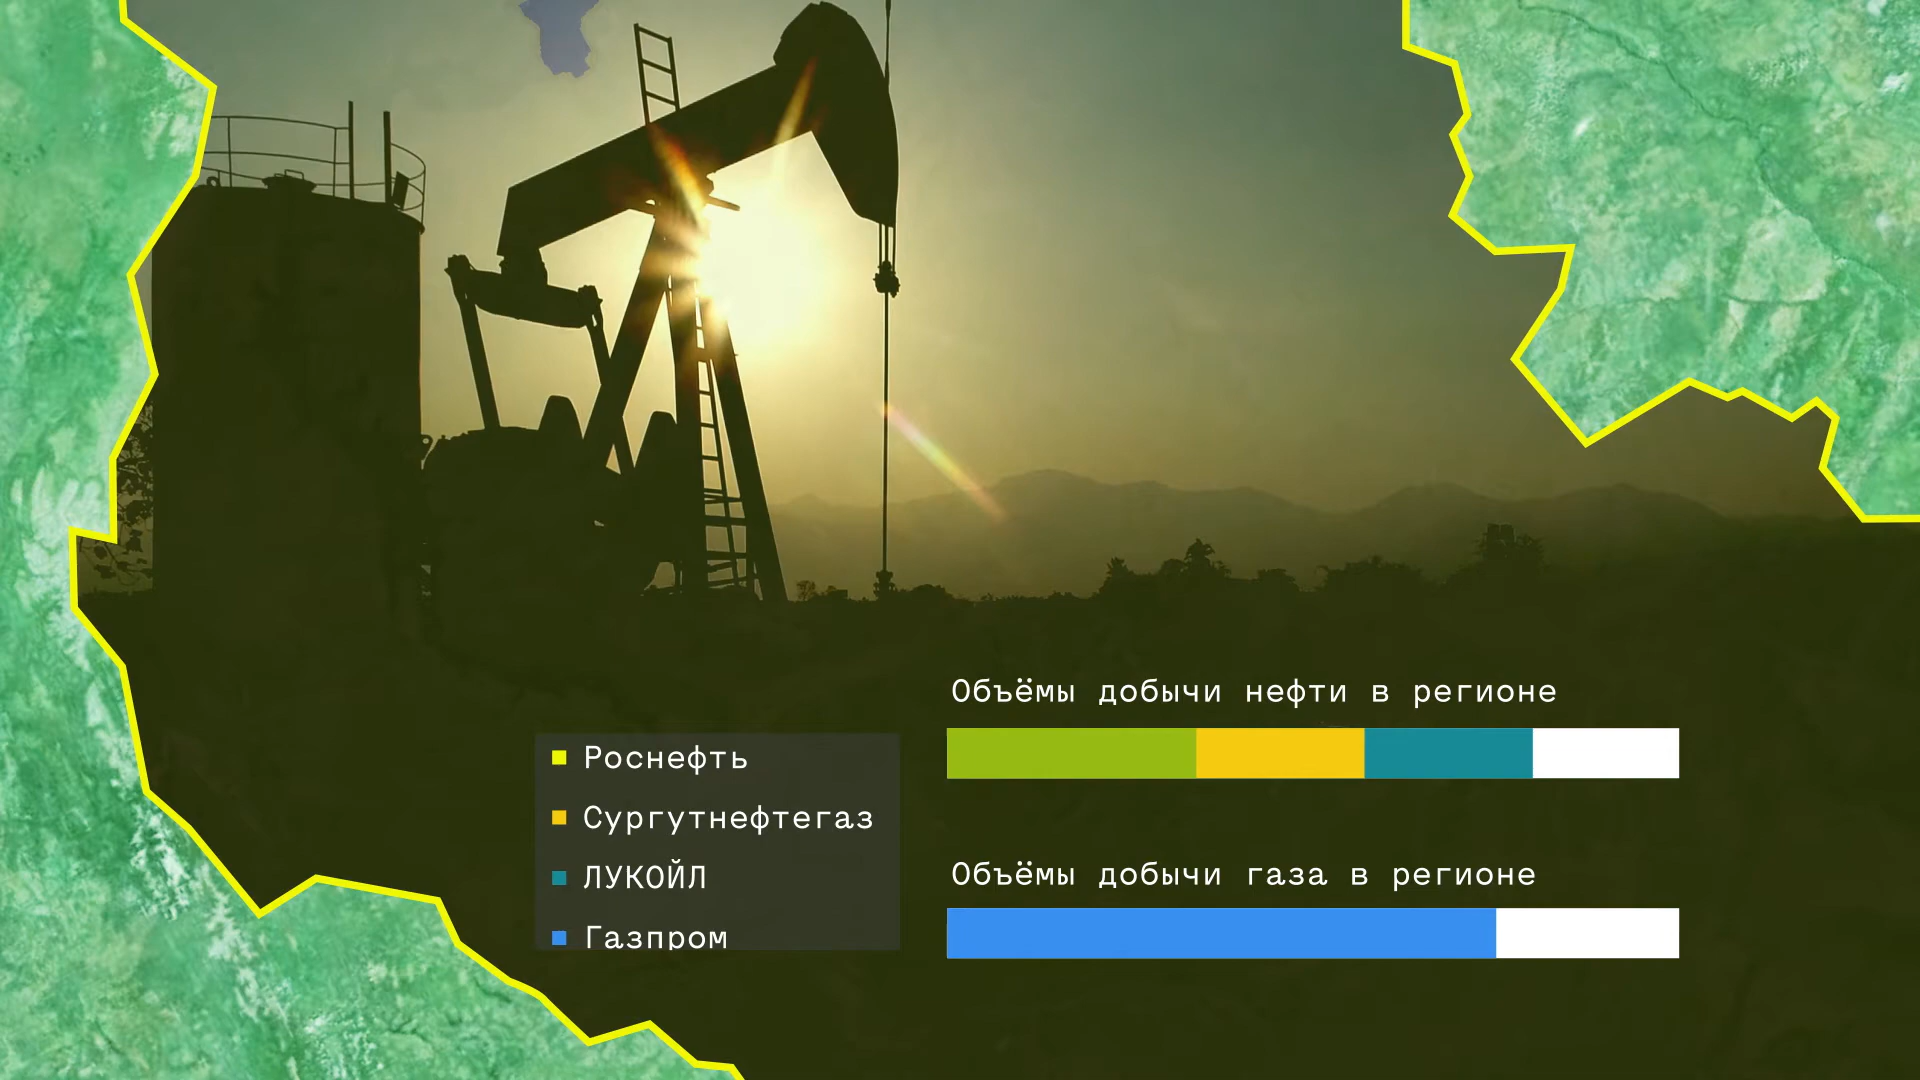 Объёмы добычи нефти в регионе
Роснефть
Сургутнефтегаз
ЛУКОЙЛ
Газпром
Объёмы добычи газа в регионе